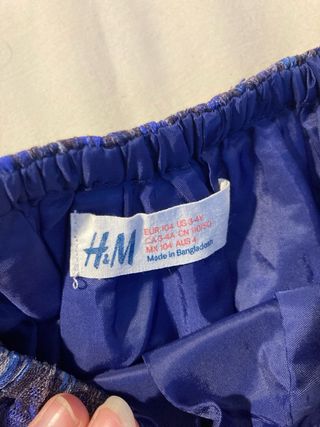 H&M
EUR 104 US 3-4Y
CA 3-4A CN 110/50
MX 104 AUS 4
Made in Bangladesh